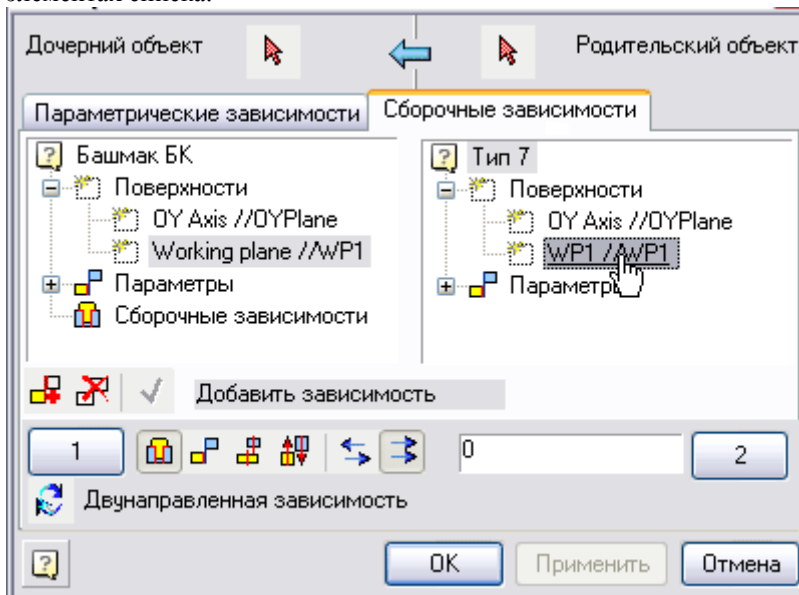 Дочерний объект Родительский объект
Параметрические зависимости Сборочные зависимости
Башмак БК Тип 7
Поверхности Поверхности
OY Axis //OYPlane OY Axis //OYPlane
Working plane //WP1 WP1 //WP1
Параметры Параметры
Сборочные зависимости
Добавить зависимость
1 0 2
Двунаправленная зависимость
? OK Применить Отмена